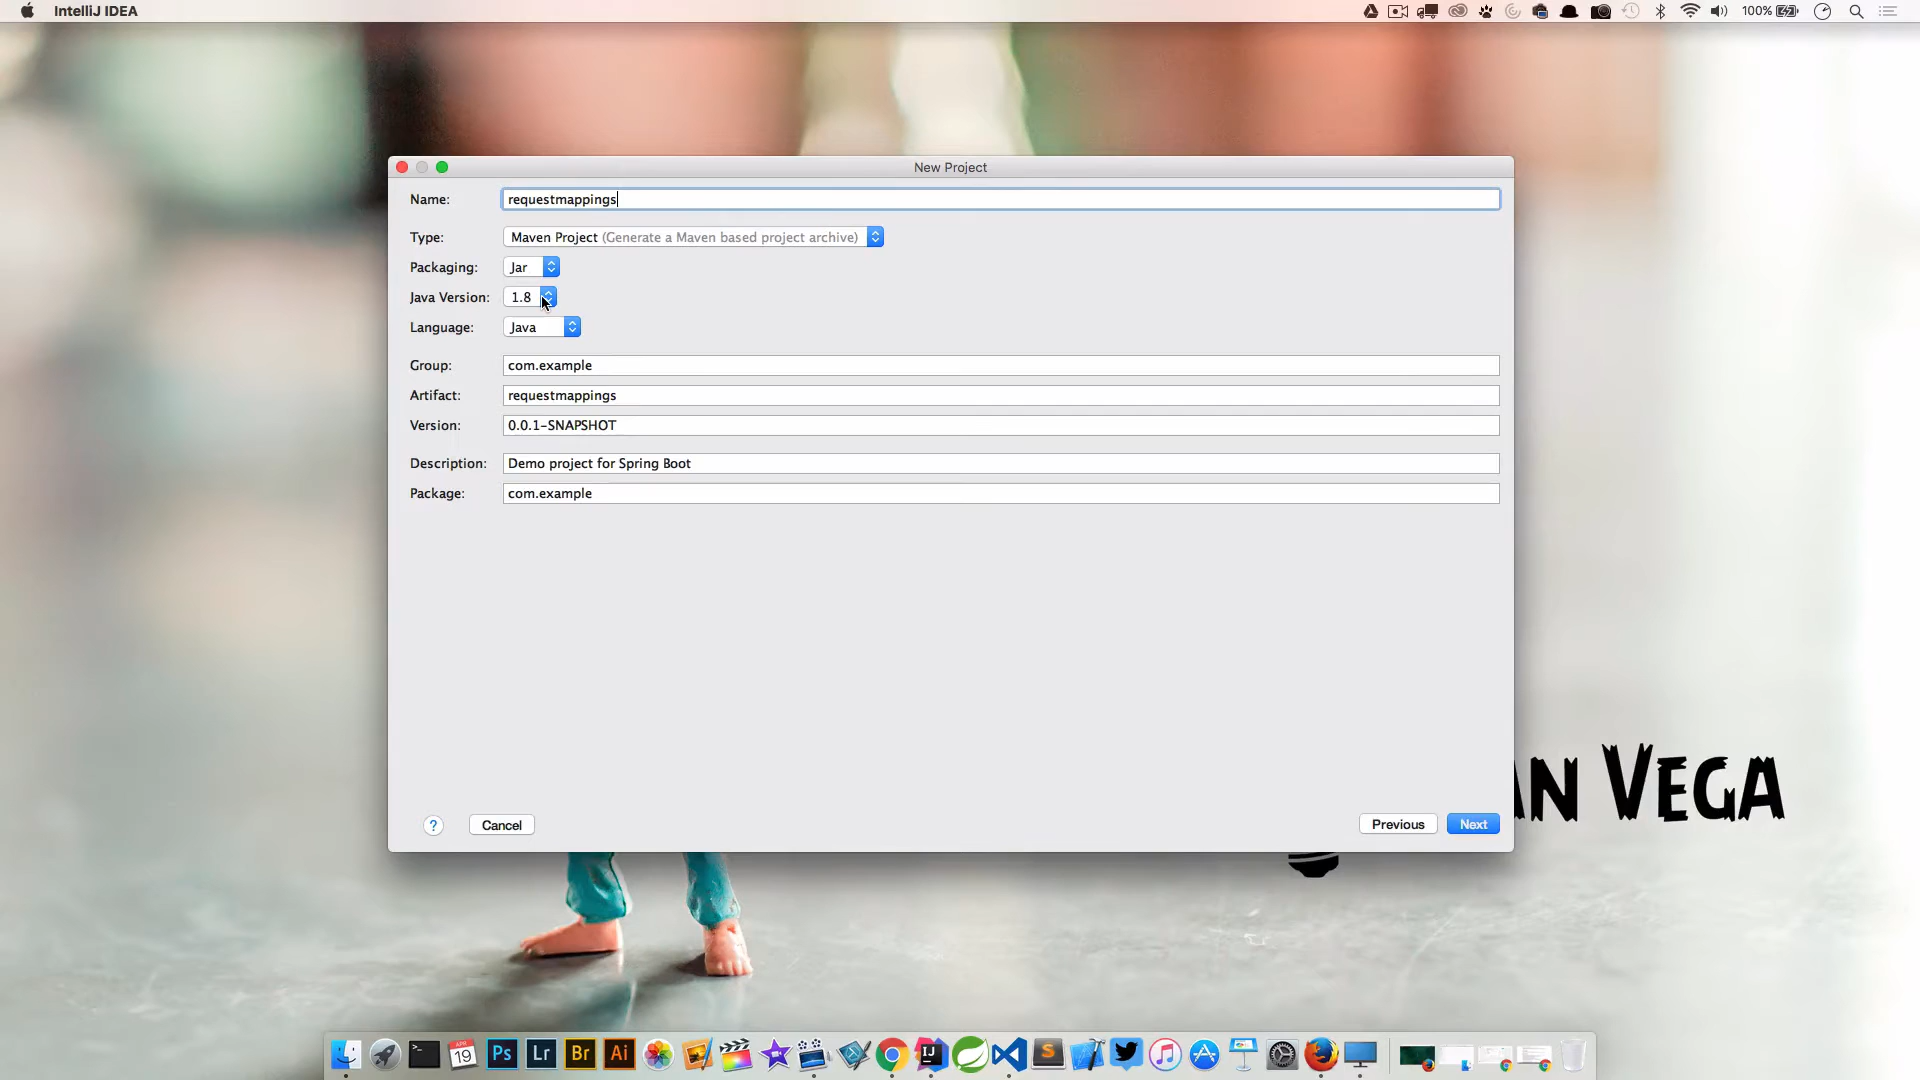 IntelliJ IDEA
100%
New Project
Name: requestmappings
Type: Maven Project (Generate a Maven based project archive)
Packaging: Jar
Java Version: 1.8
Language: Java
Group: com.example
Artifact: requestmappings
Version: 0.0.1-SNAPSHOT
Description: Demo project for Spring Boot
Package: com.example
? Cancel Previous Next
AN VEGA
APR 19 Ps Lr Br Ai IJ S